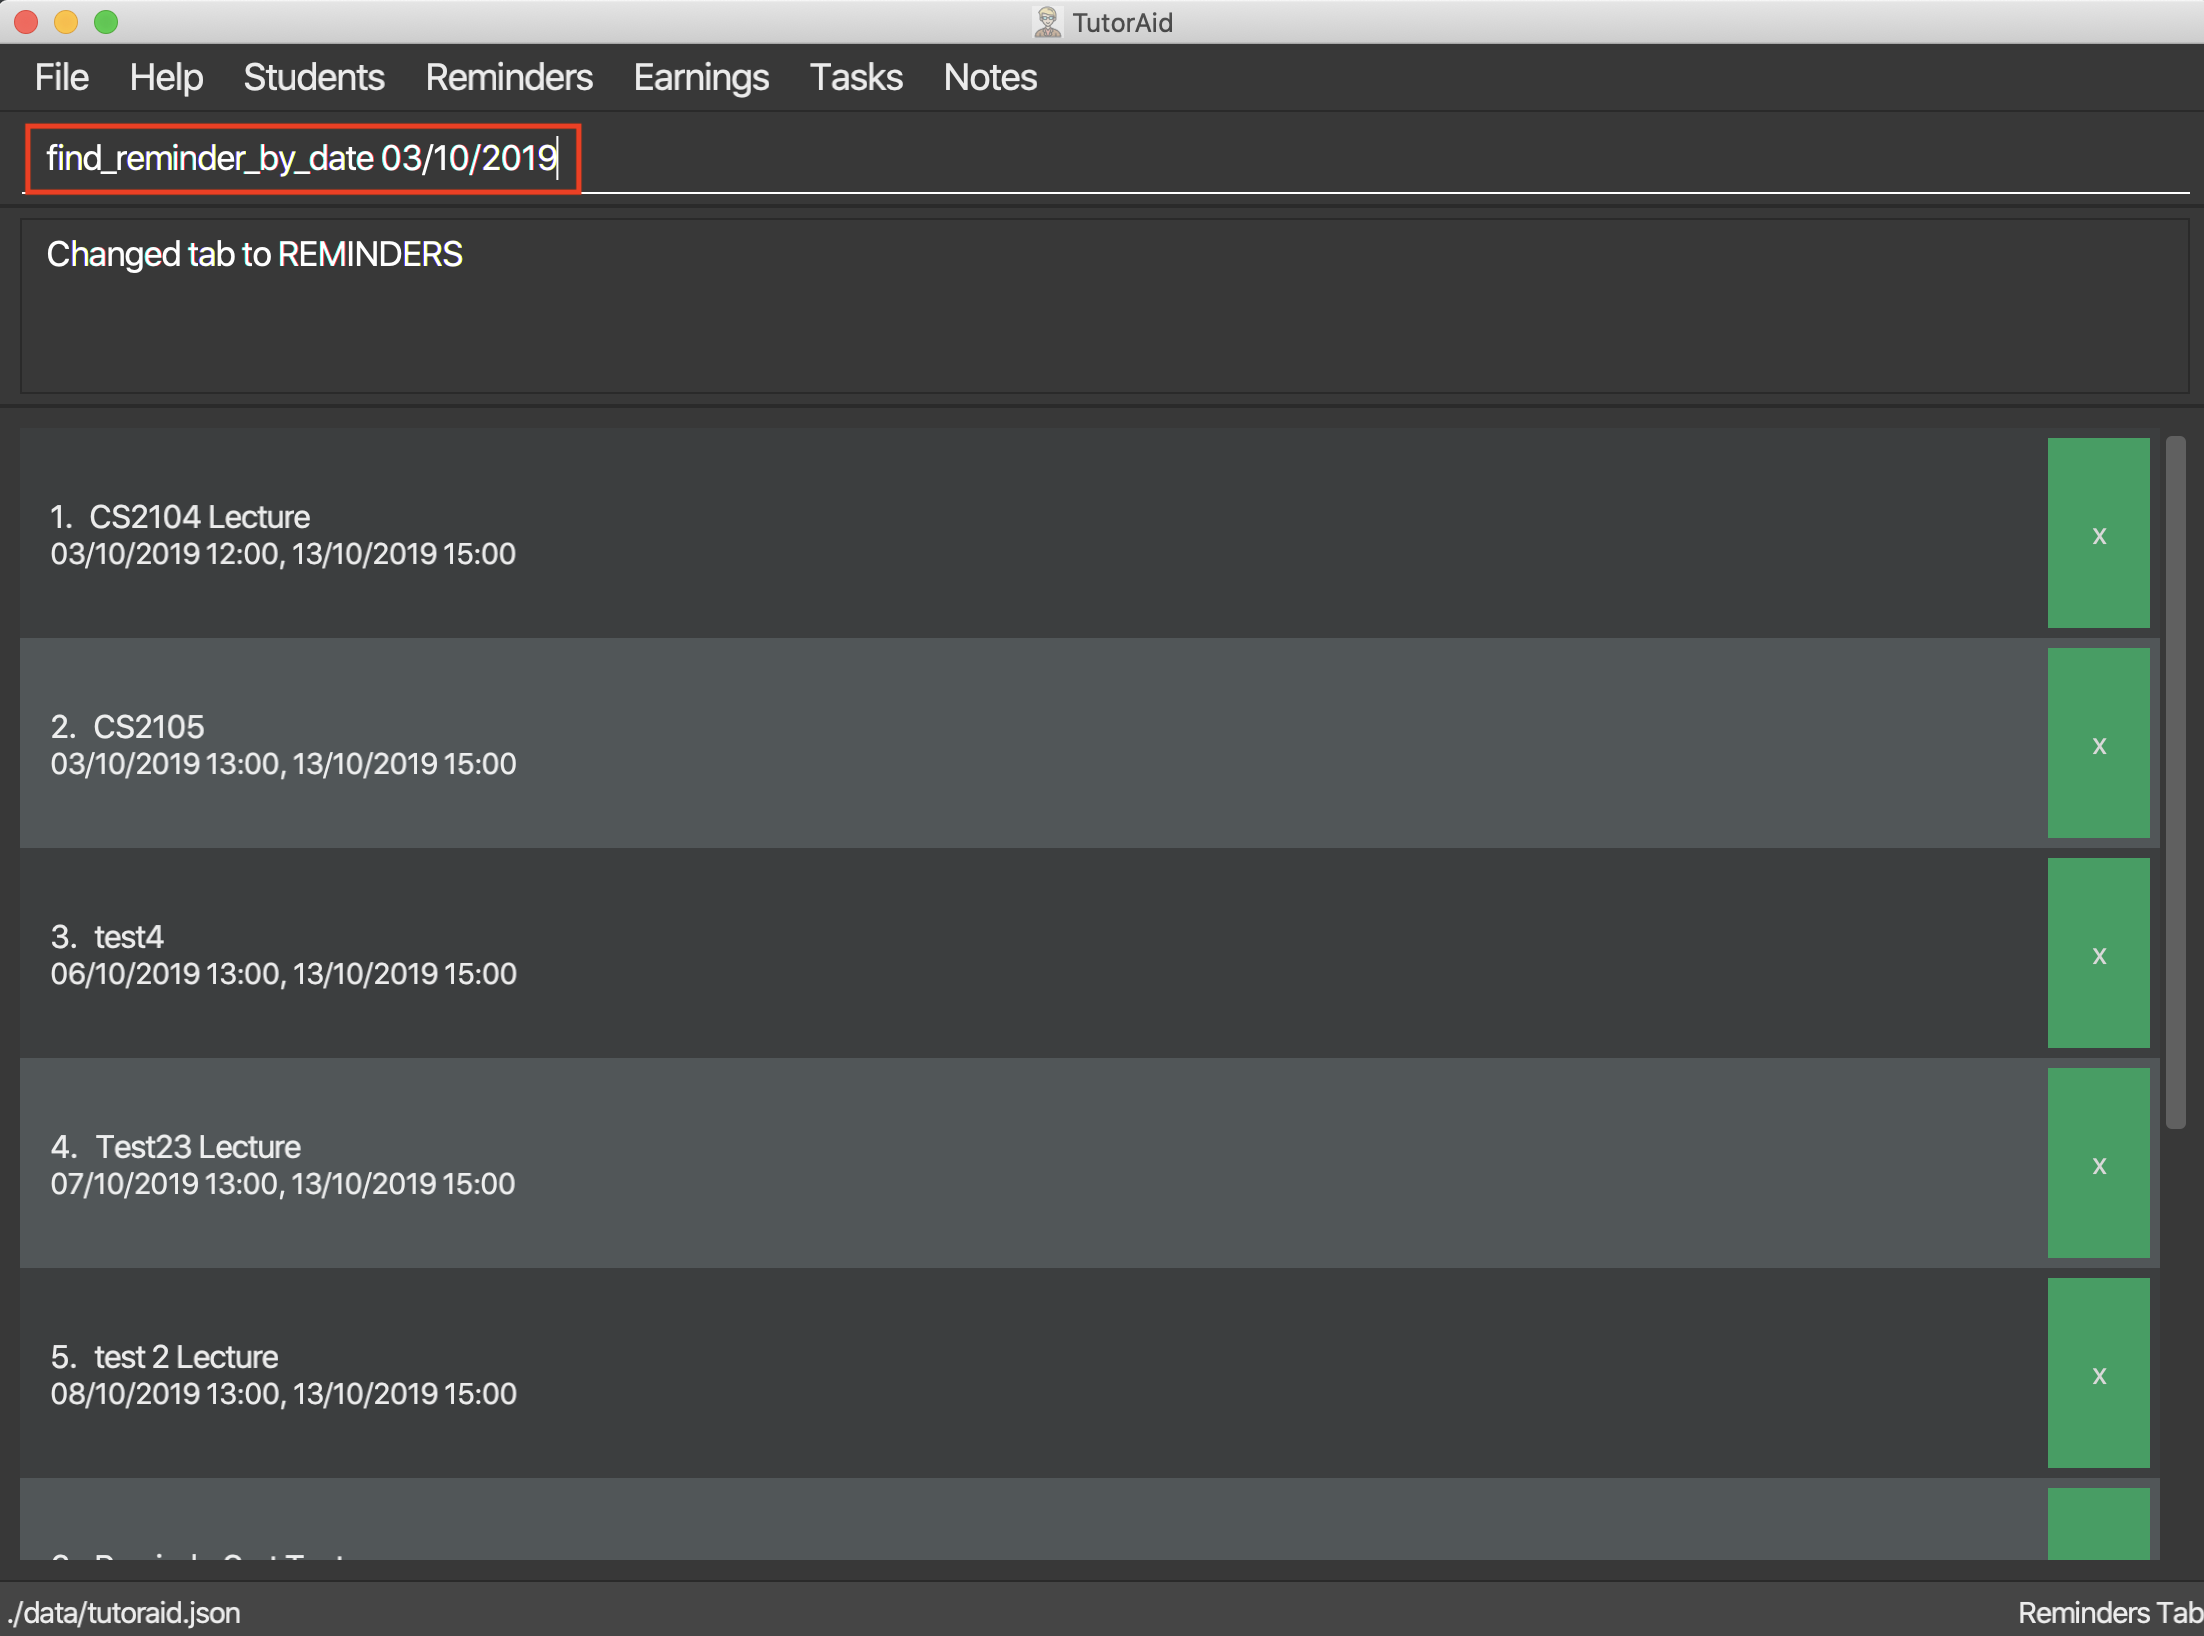 TutorAid
File Help Students Reminders Earnings Tasks Notes
find_reminder_by_date 03/10/2019
Changed tab to REMINDERS
1. CS2104 Lecture
03/10/2019 12:00, 13/10/2019 15:00
x
2. CS2105
03/10/2019 13:00, 13/10/2019 15:00
x
3. test4
06/10/2019 13:00, 13/10/2019 15:00
x
4. Test23 Lecture
07/10/2019 13:00, 13/10/2019 15:00
x
5. test 2 Lecture
08/10/2019 13:00, 13/10/2019 15:00
x
./data/tutoraid.json
Reminders Tab